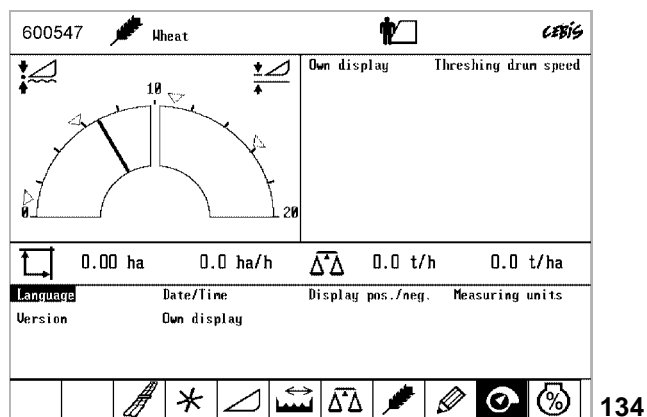 600547 Wheat CEBIS
Own display Threshing drum speed
10
0 20
0.00 ha 0.0 ha/h 0.0 t/h 0.0 t/ha
Language Date/Time Display pos./neg. Measuring units
Version Own display
%
134